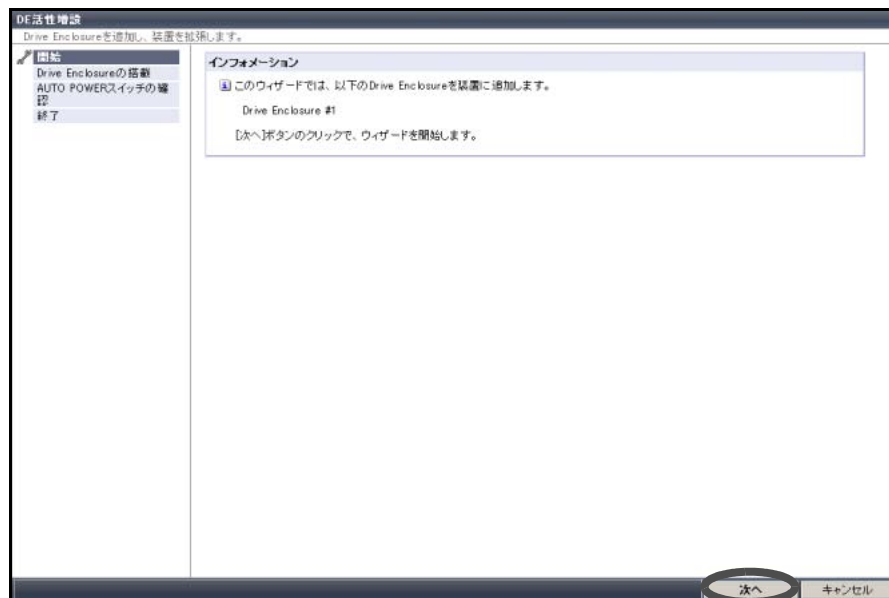 DE活性増設
Drive Enclosureを追加し、装置を拡張します。
開始
Drive Enclosureの搭載
AUTO POWERスイッチの確
認
終了
インフォメーション
このウィザードでは、以下のDrive Enclosureを装置に追加します。
Drive Enclosure #1
[次へ]ボタンのクリックで、ウィザードを開始します。
次へ
キャンセル